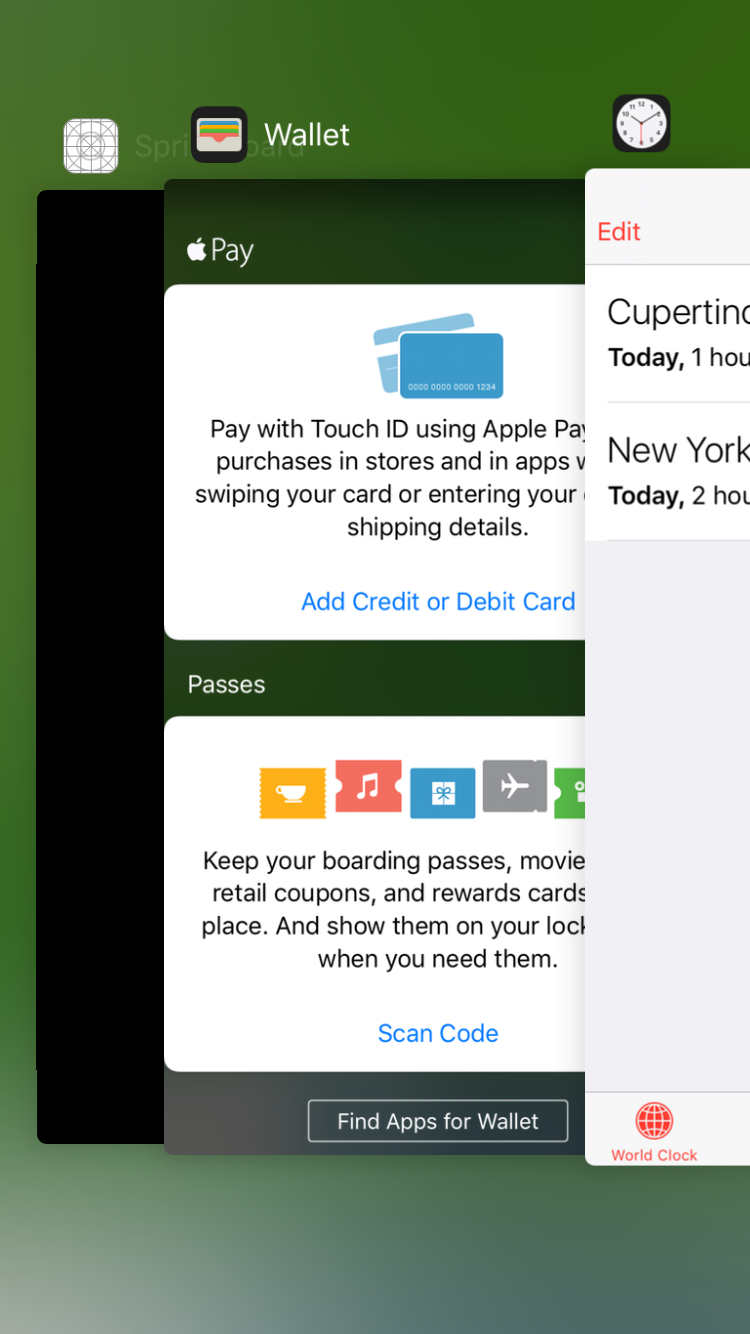 Springboard
Wallet
Pay
0000 0000 0000 1234
Pay with Touch ID using Apple Pay
purchases in stores and in apps
swiping your card or entering your
shipping details.
Add Credit or Debit Card
Passes
Keep your boarding passes, movie
retail coupons, and rewards cards
place. And show them on your lock
when you need them.
Scan Code
Find Apps for Wallet
Edit
Cupertino
Today, 1 hou
New York
Today, 2 hou
World Clock